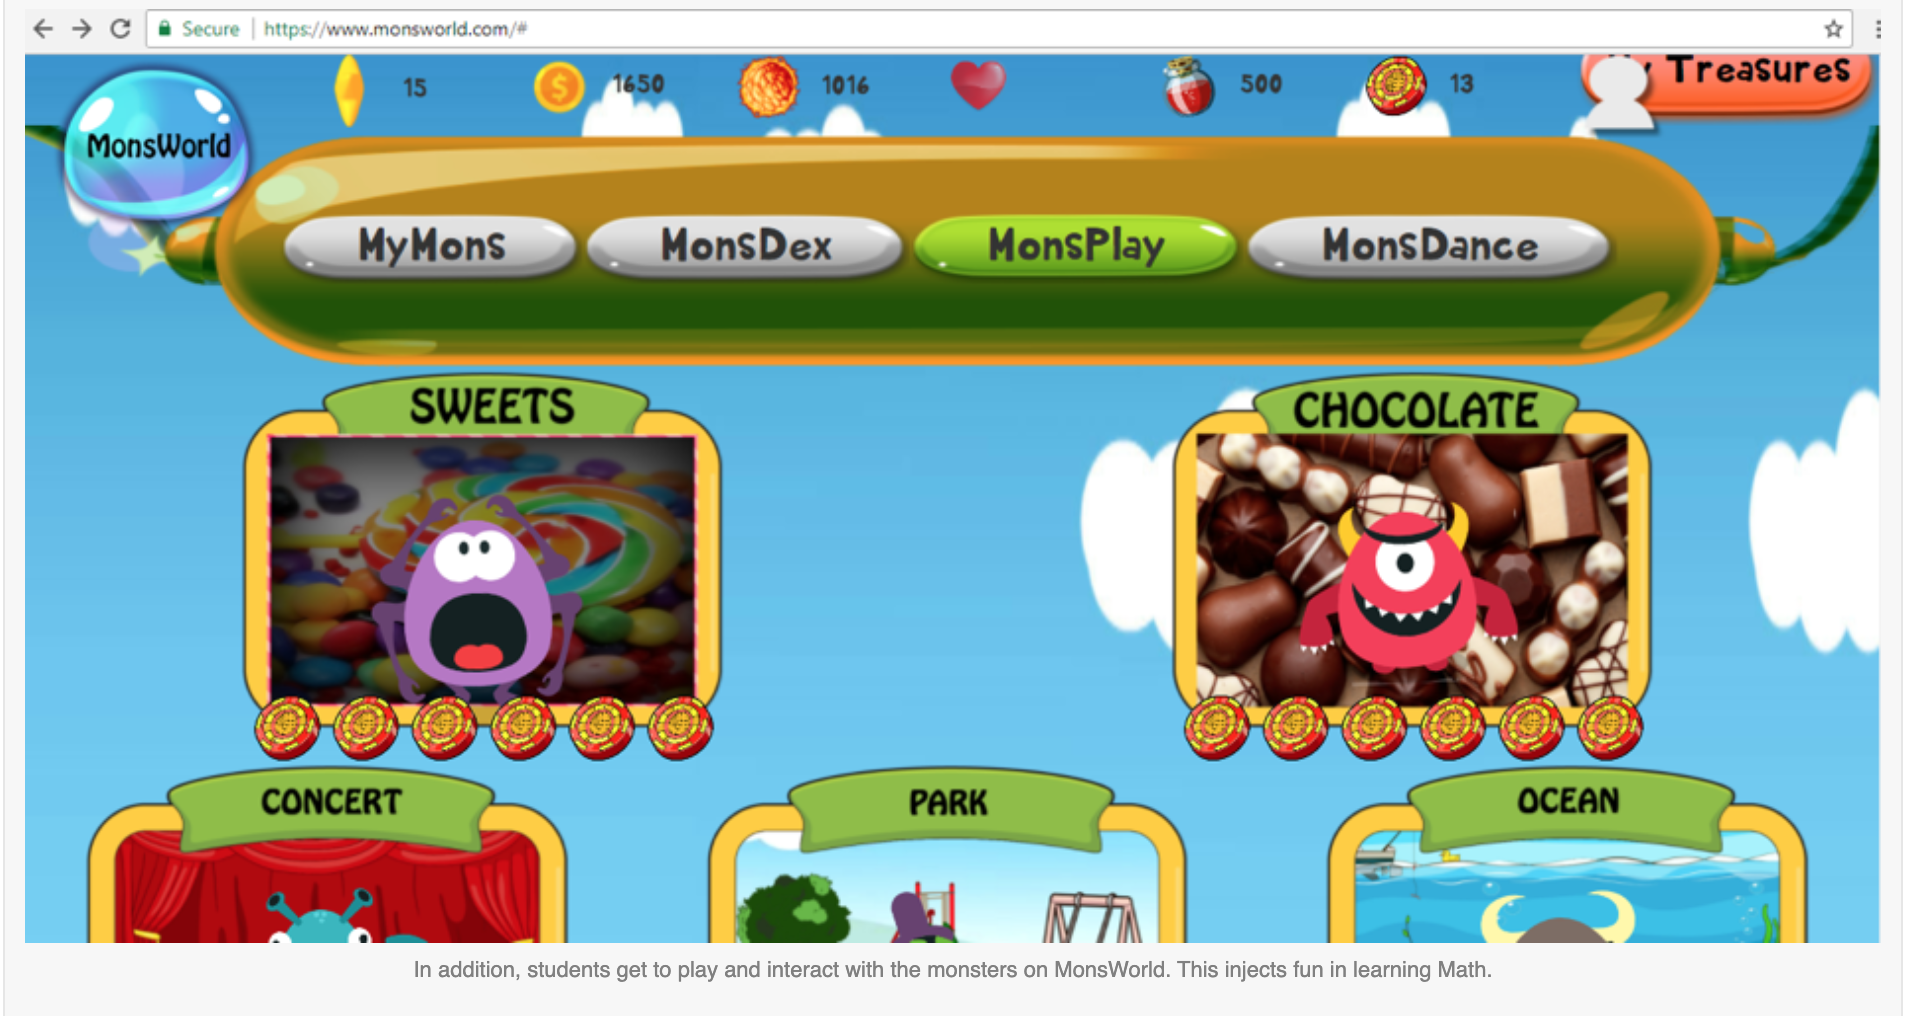 Secure https://www.monsworld.com/#
15 1650 1016 500 13
Treasures
MonsWorld
MyMons MonsDex MonsPlay MonsDance
SWEETS CHOCOLATE
CONCERT PARK OCEAN
In addition, students get to play and interact with the monsters on MonsWorld. This injects fun in learning Math.